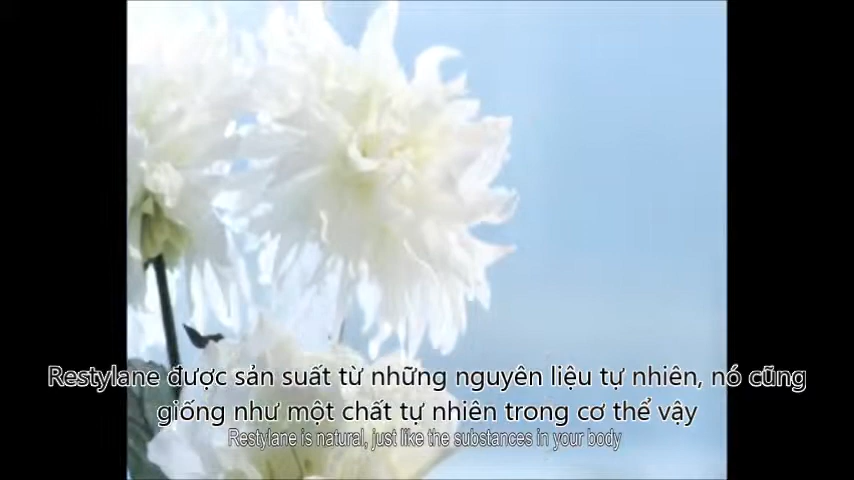 Restylane được sản suất từ những nguyên liệu tự nhiên, nó cũng
giống như một chất tự nhiên trong cơ thể vậy
Restylane is natural, just like the substances in your body